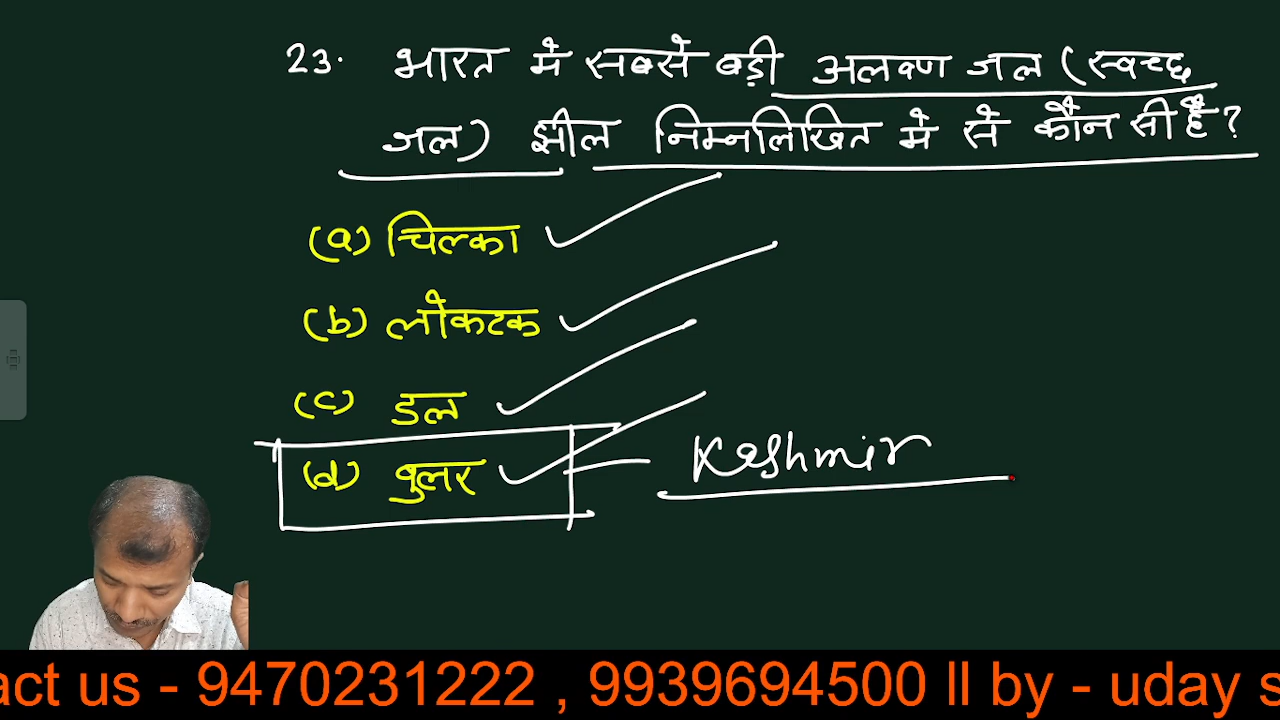 23. भारत में सबसे बड़ी अलवण जल (स्वच्छ
जल) झील निम्नलिखित में से कौन सी है?
(a) चिल्का
(b) लोकटक
(c) डल
(d) वुलर Kashmir
act us - 9470231222 , 9939694500 ll by - uday s